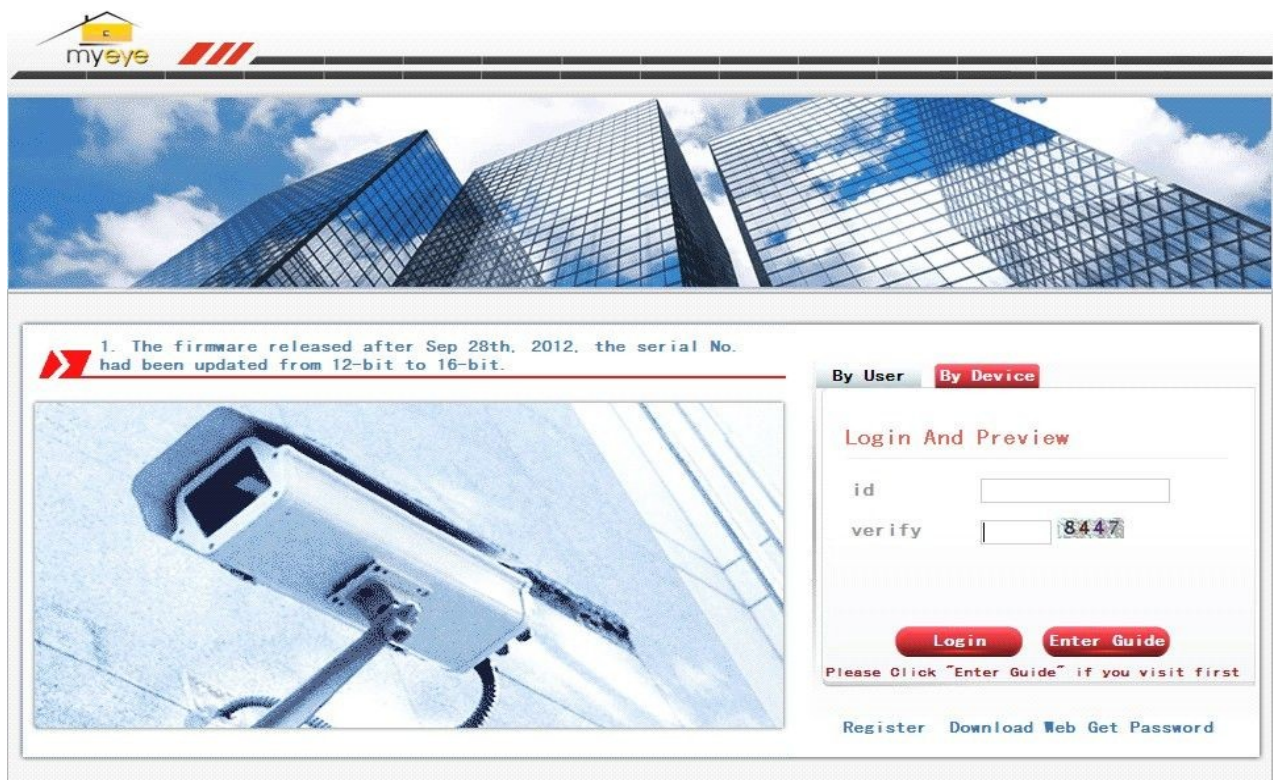 myeye
1. The firmware released after Sep 28th, 2012, the serial No.
had been updated from 12-bit to 16-bit.
By User By Device
Login And Preview
id
verify 8447
Login Enter Guide
Please Click "Enter Guide" if you visit first
Register Download Web Get Password